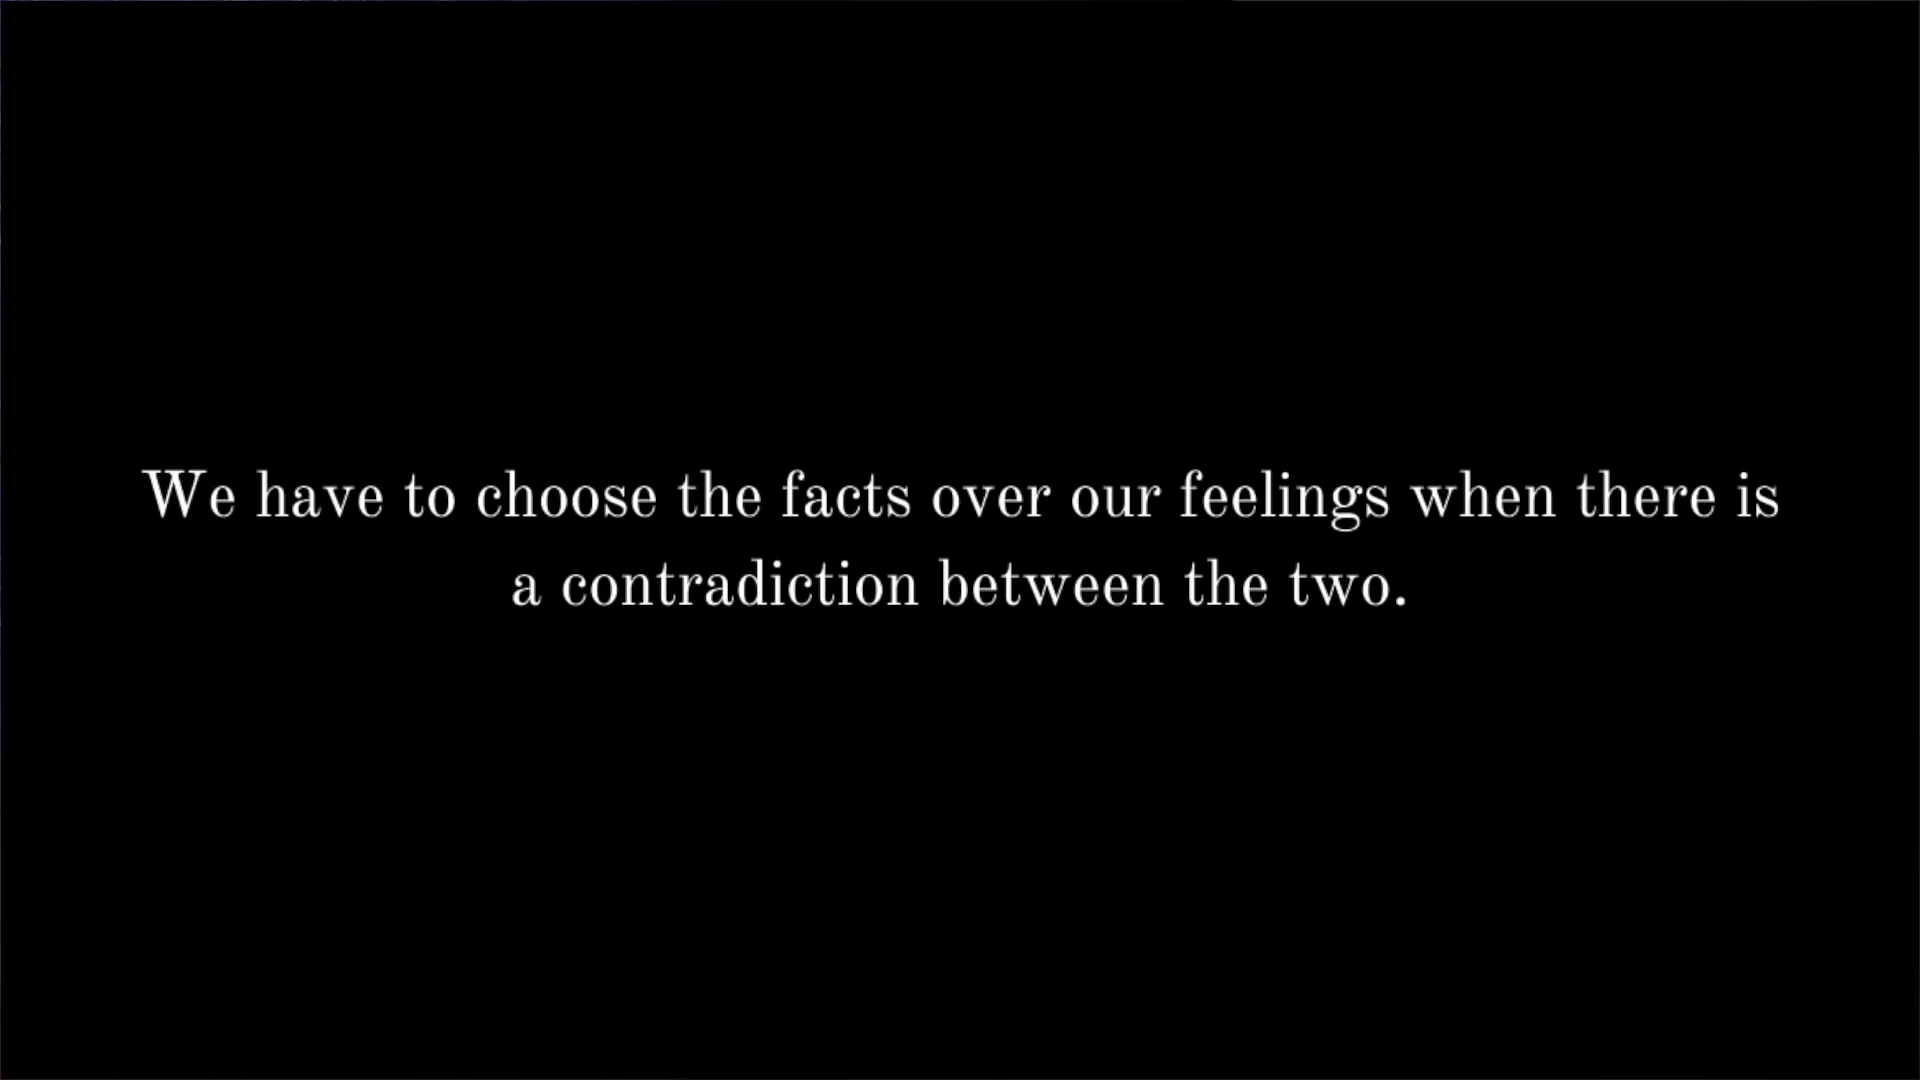 We have to choose the facts over our feelings when there is
a contradiction between the two.